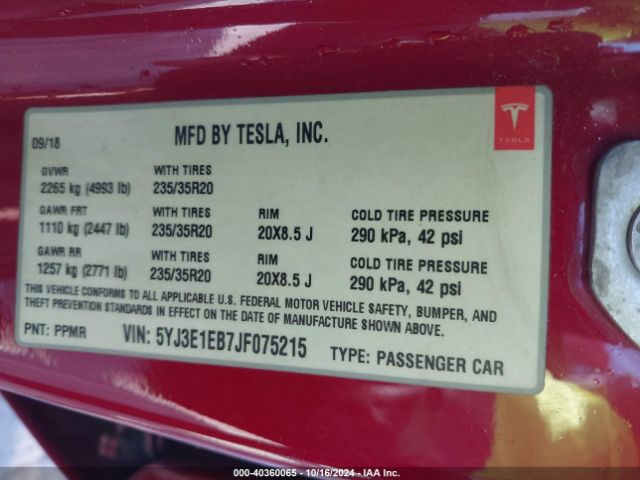 09/18
MFD BY TESLA, INC.
TESLA
GVWR WITH TIRES
2265 kg (4993 lb) 235/35R20
GAWR FRT WITH TIRES RIM COLD TIRE PRESSURE
1110 kg (2447 lb) 235/35R20 20X8.5 J 290 kPa, 42 psi
GAWR RR WITH TIRES RIM COLD TIRE PRESSURE
1257 kg (2771 lb) 235/35R20 20X8.5 J 290 kPa, 42 psi
THIS VEHICLE CONFORMS TO ALL APPLICABLE U.S. FEDERAL MOTOR VEHICLE SAFETY, BUMPER, AND
THEFT PREVENTION STANDARDS IN EFFECT ON THE DATE OF MANUFACTURE SHOWN ABOVE.
PNT: PPMR VIN: 5YJ3E1EB7JF075215 TYPE: PASSENGER CAR
000-40360065 - 10/16/2024 - IAA Inc.